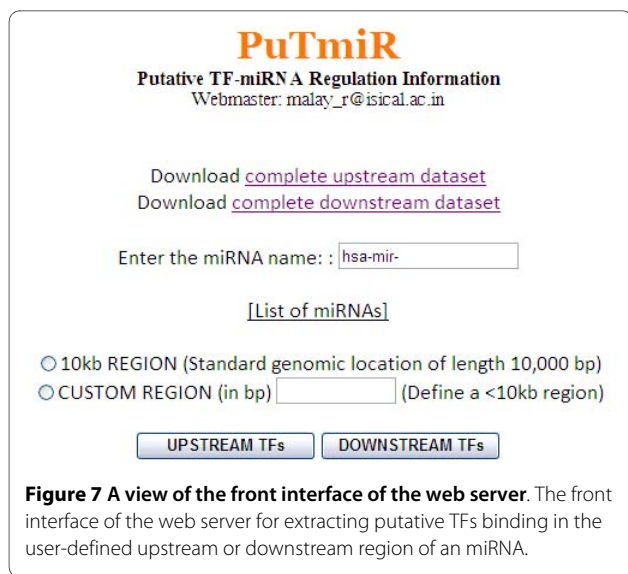 PuTmiR
Putative TF-miRNA Regulation Information
Webmaster: malay_r@isical.ac.in
Download complete upstream dataset
Download complete downstream dataset
Enter the miRNA name: : hsa-mir-
[List of miRNAs]
10kb REGION (Standard genomic location of length 10,000 bp)
CUSTOM REGION (in bp) (Define a <10kb region)
UPSTREAM TFs DOWNSTREAM TFs
Figure 7 A view of the front interface of the web server. The front
interface of the web server for extracting putative TFs binding in the
user-defined upstream or downstream region of an miRNA.